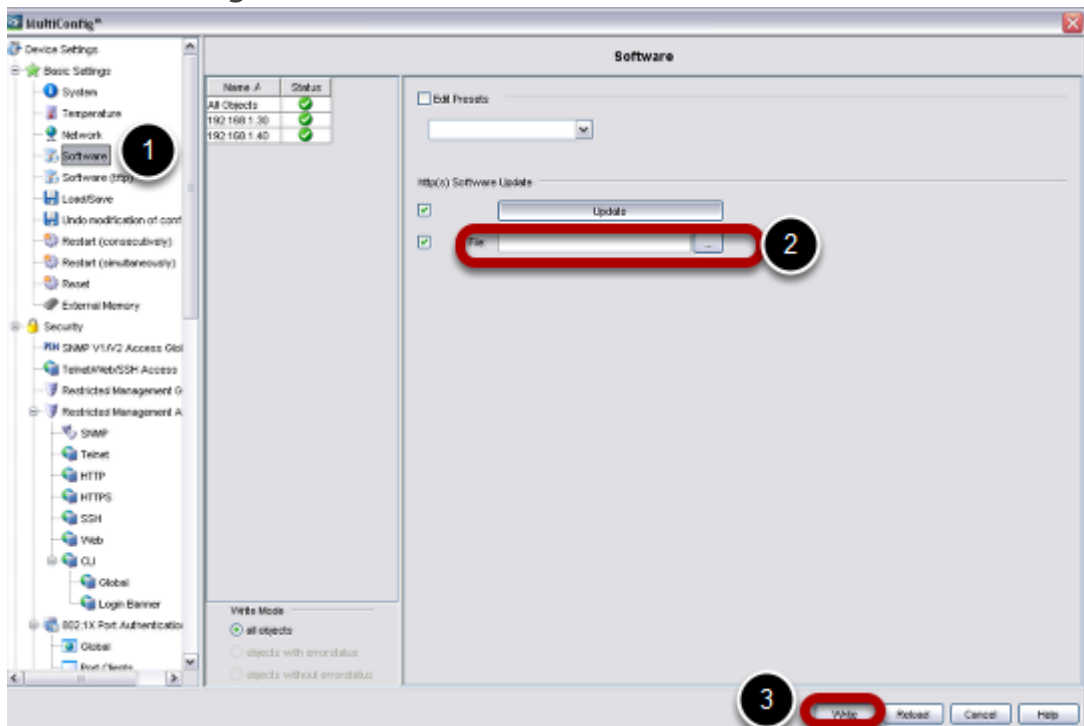 MultiConfig™
Device Settings
Basic Settings
System
Temperature
Network
Software
Software (tftp)
Load/Save
Undo modification of conf
Restart (consecutively)
Restart (simultaneously)
Reset
External Memory
Security
SNMP V1/V2 Access Glol
Telnet/Web/SSH Access
Restricted Management G
Restricted Management A
SNMP
Telnet
HTTP
HTTPS
SSH
Web
CLI
Global
Login Banner
802.1X Port Authentication
Global
Port Clients
1
Name Status
All Objects
192.168.1.30
192.168.1.40
Write Mode
all objects
objects with errorstatus
objects without errorstatus
Software
Edit Presets
http(s) Software Update
Update
File: ...
2
3
Write Reload Cancel Help